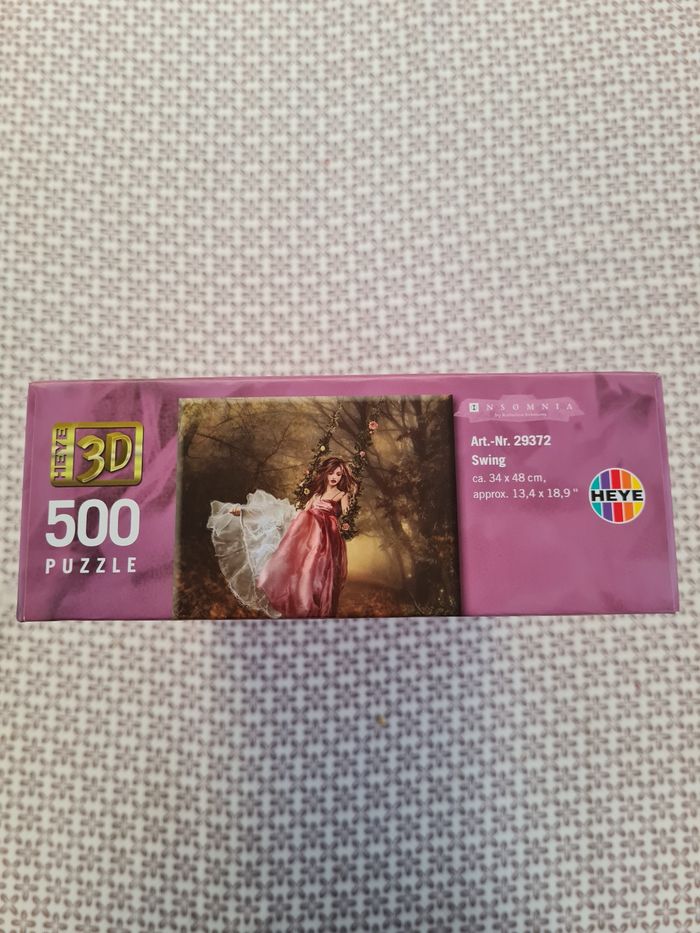 HEYE 3D
500
PUZZLE
INSOMNIA
Art.-Nr. 29372
Swing
ca. 34 x 48 cm,
approx. 13,4 x 18,9 "
HEYE